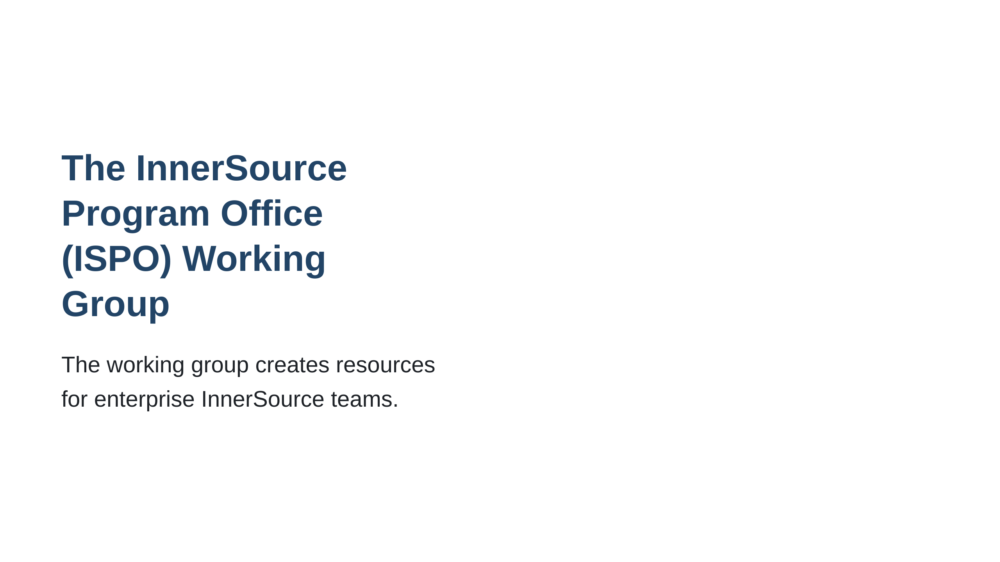 The InnerSource
Program Office
(ISPO) Working
Group
The working group creates resources
for enterprise InnerSource teams.